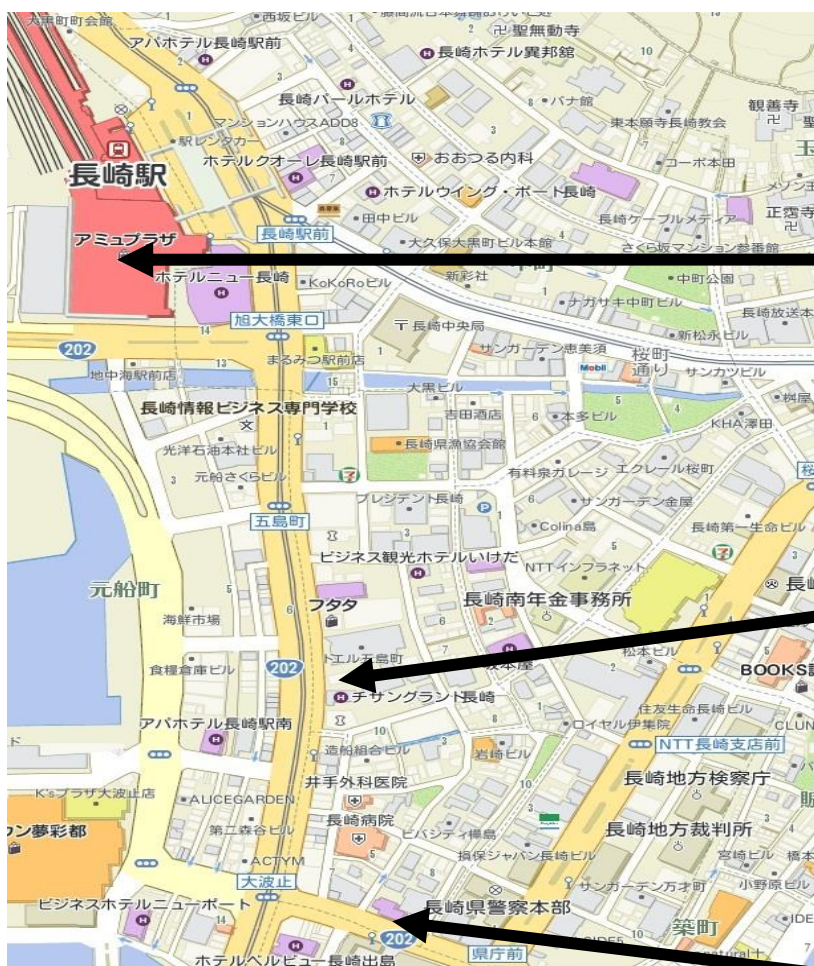 大黒町町会館
西坂ビル
聖無動寺
アパホテル長崎駅前
長崎ホテル異邦館
長崎パールホテル
バナ館
観善寺
マンションハウスADD8
東本願寺長崎教会
駅レンタカー
長崎駅
ホテルクオーレ長崎駅前
おおつる内科
コーポ本田
ホテルウイング・ポート長崎
田中ビル
長崎ケーブルメディア
正霊寺
アミュプラザ
長崎駅前
大久保大黒町ビル本館
さくら坂マンション参番館
ホテルニュー長崎
KoKoRoビル
新彩社
中町公園
ナガサキ中町ビル
旭大橋東口
長崎中央局
新松永ビル
202
まるみつ駅前店
サンガーデン恵美須
桜町通り
サンカツビル
地中海駅前店
Mobil
大黒ビル
長崎情報ビジネス専門学校
吉田酒店
本多ビル
KHA澤田
光洋石油本社ビル
長崎県漁協会館
元船さくらビル
有料泉ガレージ
エクレール桜町
プレジデント長崎
サンガーデン金屋
五島町
Colina島
長崎第一生命ビル
ビジネス観光ホテルいけだ
NTTインフラネット
元船町
フタタ
長崎南年金事務所
海鮮市場
松本ビル
食糧倉庫ビル
202
エル五島町
坂本屋
BOOKS
チサングランド長崎
住友生命長崎ビル
アパホテル長崎駅南
ロイヤル伊集院
造船組合ビル
岩崎ビル
NTT長崎支店前
K'sプラザ大波止店
ALICEGARDEN
井手外科医院
長崎地方検察庁
夢彩都
第二森谷ビル
長崎病院
ビバシティ樺島
長崎地方裁判所
ACTYM
損保ジャパン長崎ビル
宮崎ビル
大波止
サンガーデン万才町
小野原ビル
ビジネスホテルニューポート
長崎県警察本部
築町
202
県庁前
ホテルベルビュー長崎出島